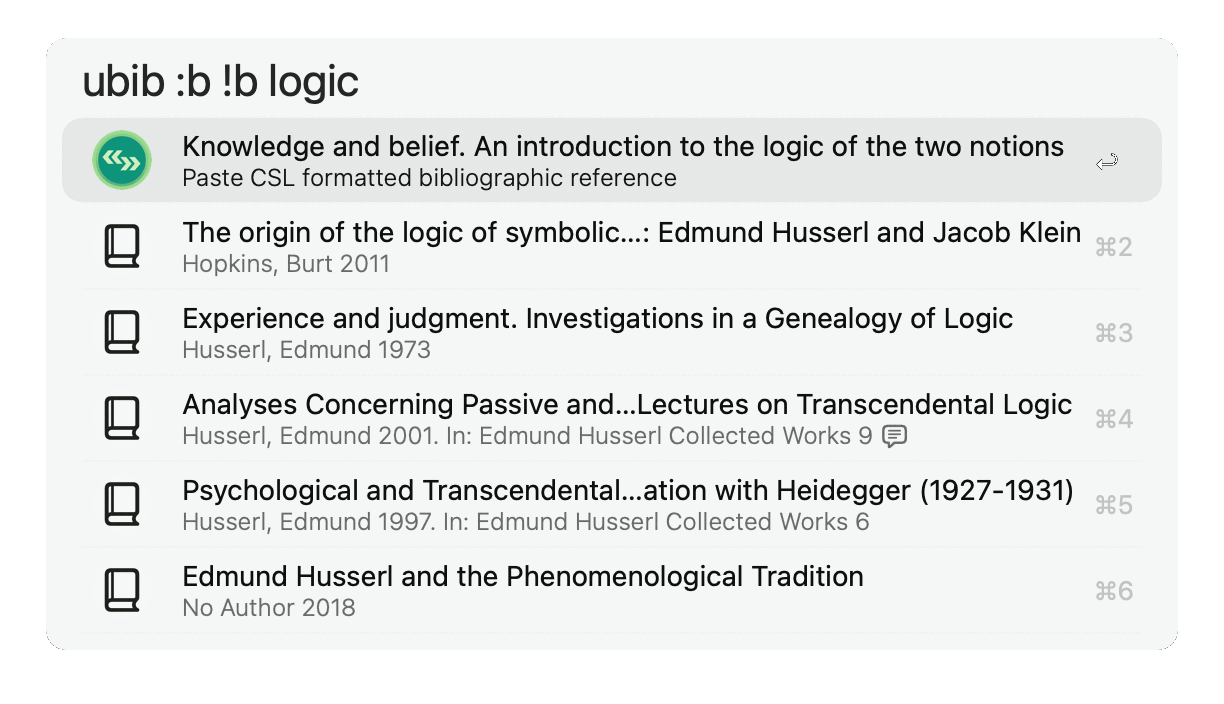 ubib :b !b logic
Knowledge and belief. An introduction to the logic of the two notions
Paste CSL formatted bibliographic reference
The origin of the logic of symbolic...: Edmund Husserl and Jacob Klein
⌘2
Hopkins, Burt 2011
Experience and judgment. Investigations in a Genealogy of Logic
⌘3
Husserl, Edmund 1973
Analyses Concerning Passive and...Lectures on Transcendental Logic
⌘4
Husserl, Edmund 2001. In: Edmund Husserl Collected Works 9
Psychological and Transcendental...ation with Heidegger (1927-1931)
⌘5
Husserl, Edmund 1997. In: Edmund Husserl Collected Works 6
Edmund Husserl and the Phenomenological Tradition
⌘6
No Author 2018